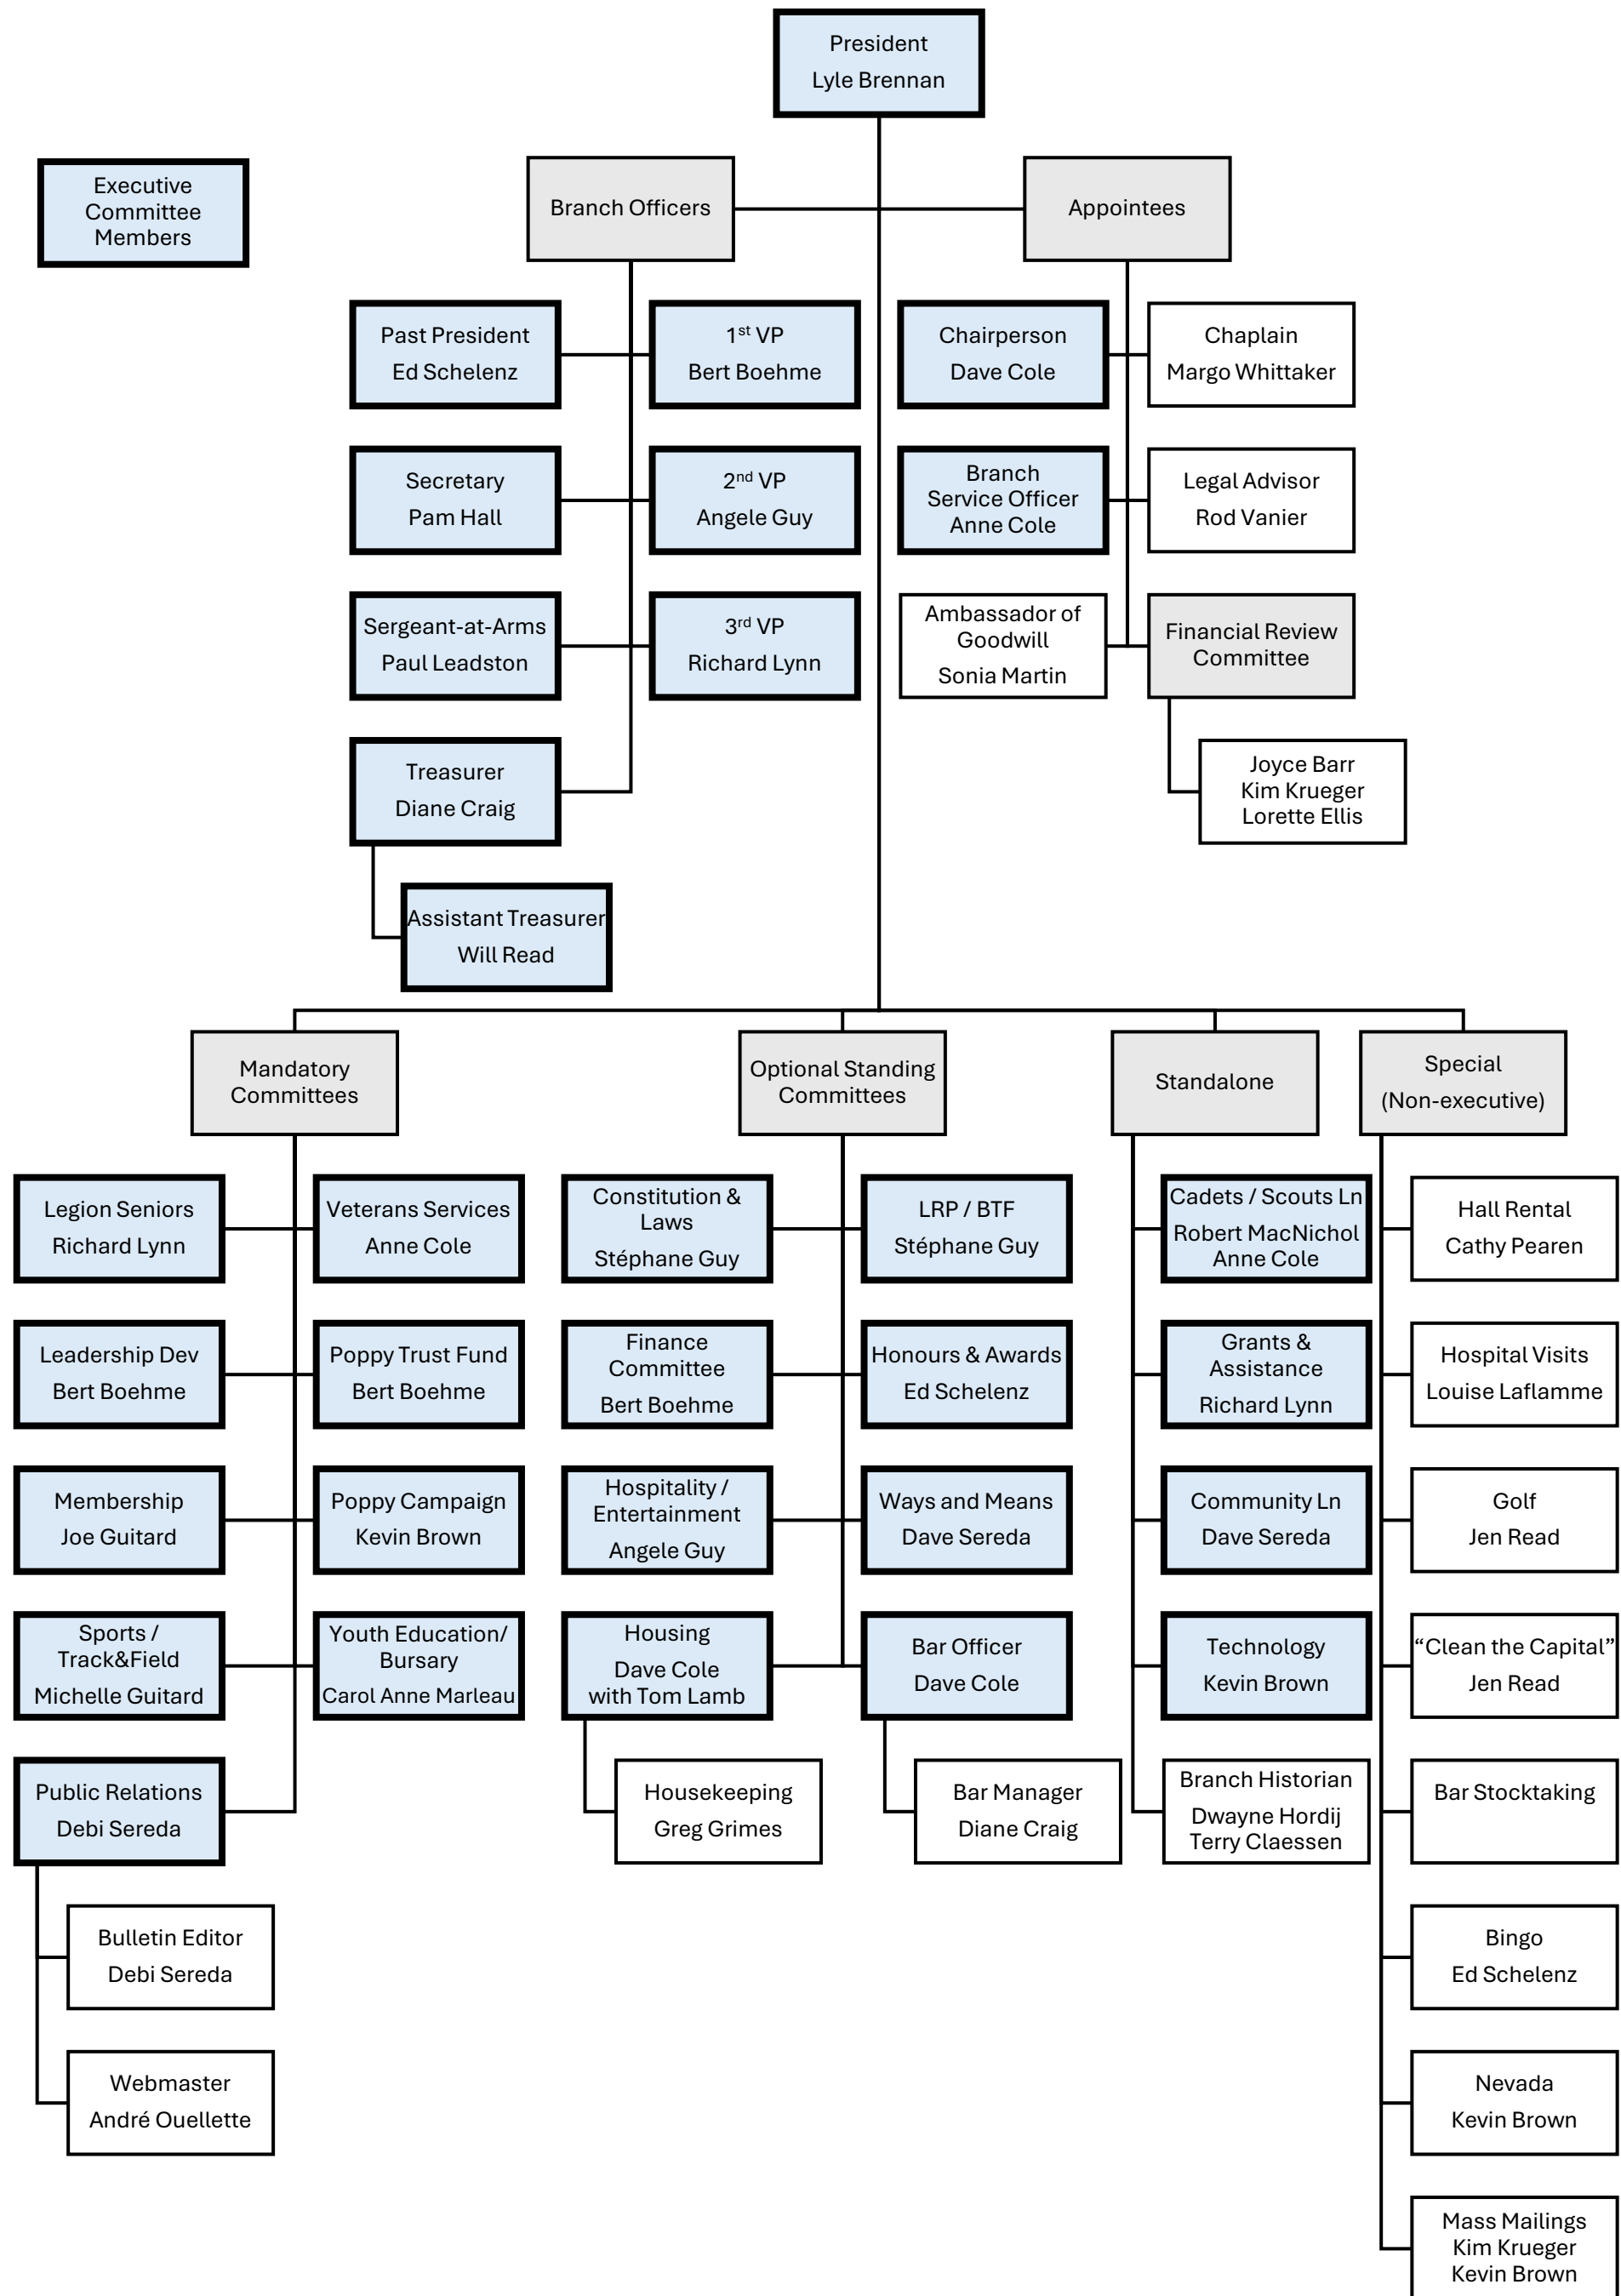 President
Lyle Brennan
Executive
Committee
Members
Branch Officers
Appointees
Past President
Ed Schelenz
1st VP
Bert Boehme
Chairperson
Dave Cole
Chaplain
Margo Whittaker
Secretary
Pam Hall
2nd VP
Angele Guy
Branch
Service Officer
Anne Cole
Legal Advisor
Rod Vanier
Sergeant-at-Arms
Paul Leadston
3rd VP
Richard Lynn
Ambassador of
Goodwill
Sonia Martin
Financial Review
Committee
Treasurer
Diane Craig
Joyce Barr
Kim Krueger
Lorette Ellis
Assistant Treasurer
Will Read
Mandatory
Committees
Optional Standing
Committees
Standalone
Special
(Non-executive)
Legion Seniors
Richard Lynn
Veterans Services
Anne Cole
Constitution &
Laws
Stéphane Guy
LRP / BTF
Stéphane Guy
Cadets / Scouts Ln
Robert MacNichol
Anne Cole
Hall Rental
Cathy Pearen
Leadership Dev
Bert Boehme
Poppy Trust Fund
Bert Boehme
Finance
Committee
Bert Boehme
Honours & Awards
Ed Schelenz
Grants &
Assistance
Richard Lynn
Hospital Visits
Louise Laflamme
Membership
Joe Guitard
Poppy Campaign
Kevin Brown
Hospitality /
Entertainment
Angele Guy
Ways and Means
Dave Sereda
Community Ln
Dave Sereda
Golf
Jen Read
Sports /
Track&Field
Michelle Guitard
Youth Education/
Bursary
Carol Anne Marleau
Housing
Dave Cole
with Tom Lamb
Bar Officer
Dave Cole
Technology
Kevin Brown
“Clean the Capital”
Jen Read
Public Relations
Debi Sereda
Housekeeping
Greg Grimes
Bar Manager
Diane Craig
Branch Historian
Dwayne Hordij
Terry Claessen
Bar Stocktaking
Bulletin Editor
Debi Sereda
Bingo
Ed Schelenz
Webmaster
André Ouellette
Nevada
Kevin Brown
Mass Mailings
Kim Krueger
Kevin Brown